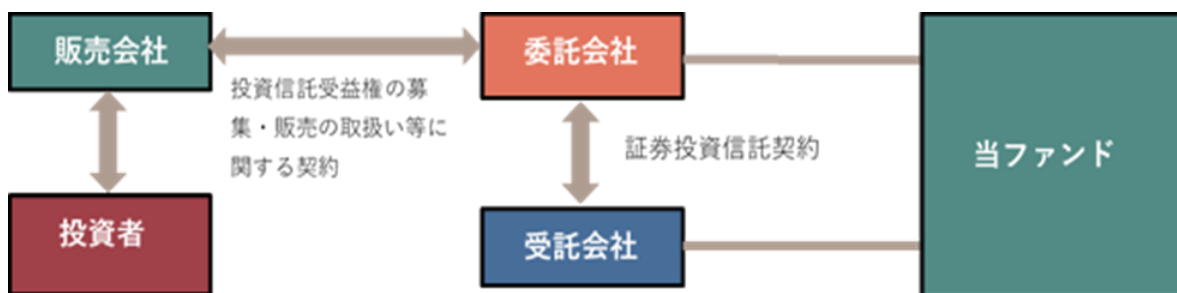 販売会社
委託会社
投資信託受益権の募
集・販売の取扱い等に
関する契約
証券投資信託契約
当ファンド
投資者
受託会社